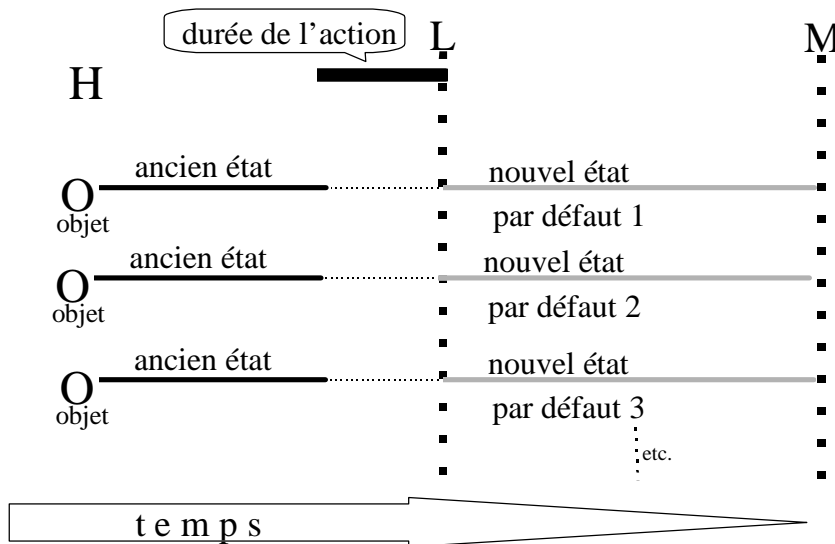 durée de l’action
L
M
H
ancien état
nouvel état
O
objet
par défaut 1
ancien état
nouvel état
O
objet
par défaut 2
ancien état
nouvel état
O
objet
par défaut 3
etc.
t e m p s